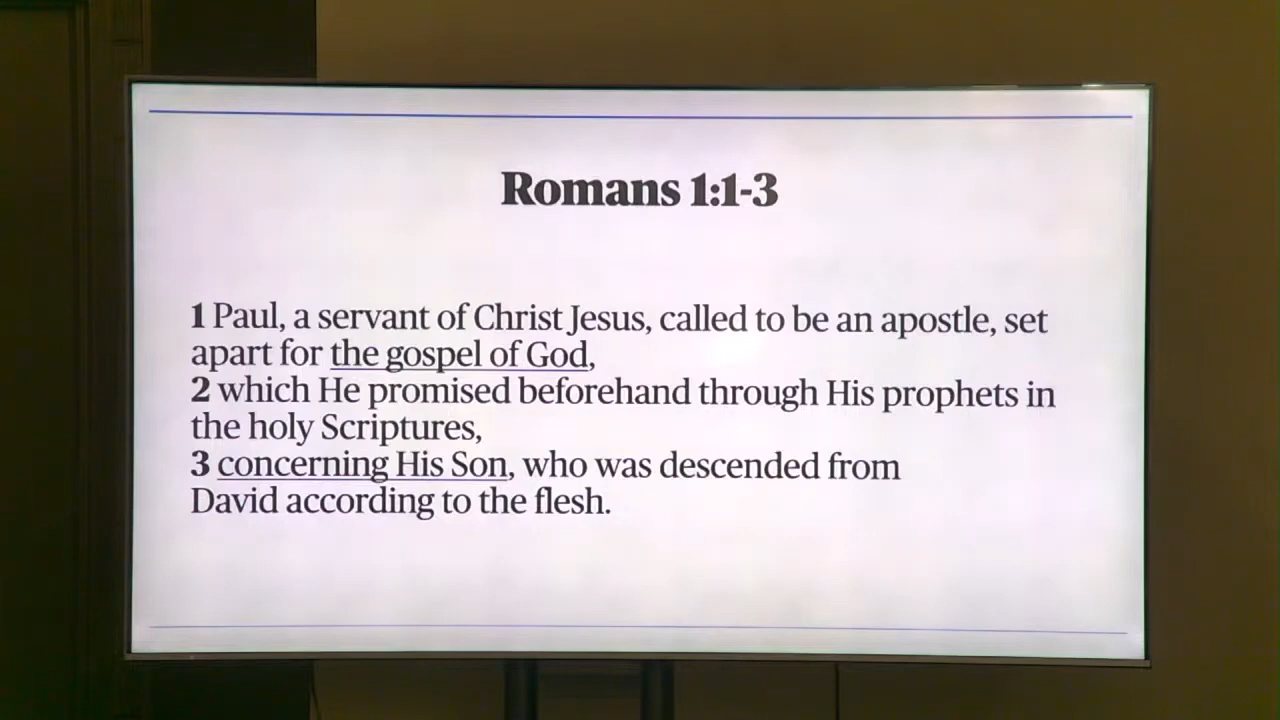 Romans 1:1-3
1 Paul, a servant of Christ Jesus, called to be an apostle, set
apart for the gospel of God,
2 which He promised beforehand through His prophets in
the holy Scriptures,
3 concerning His Son, who was descended from
David according to the flesh.